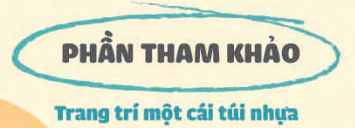 PHẦN THAM KHẢO
Trang trí một cái túi nhựa